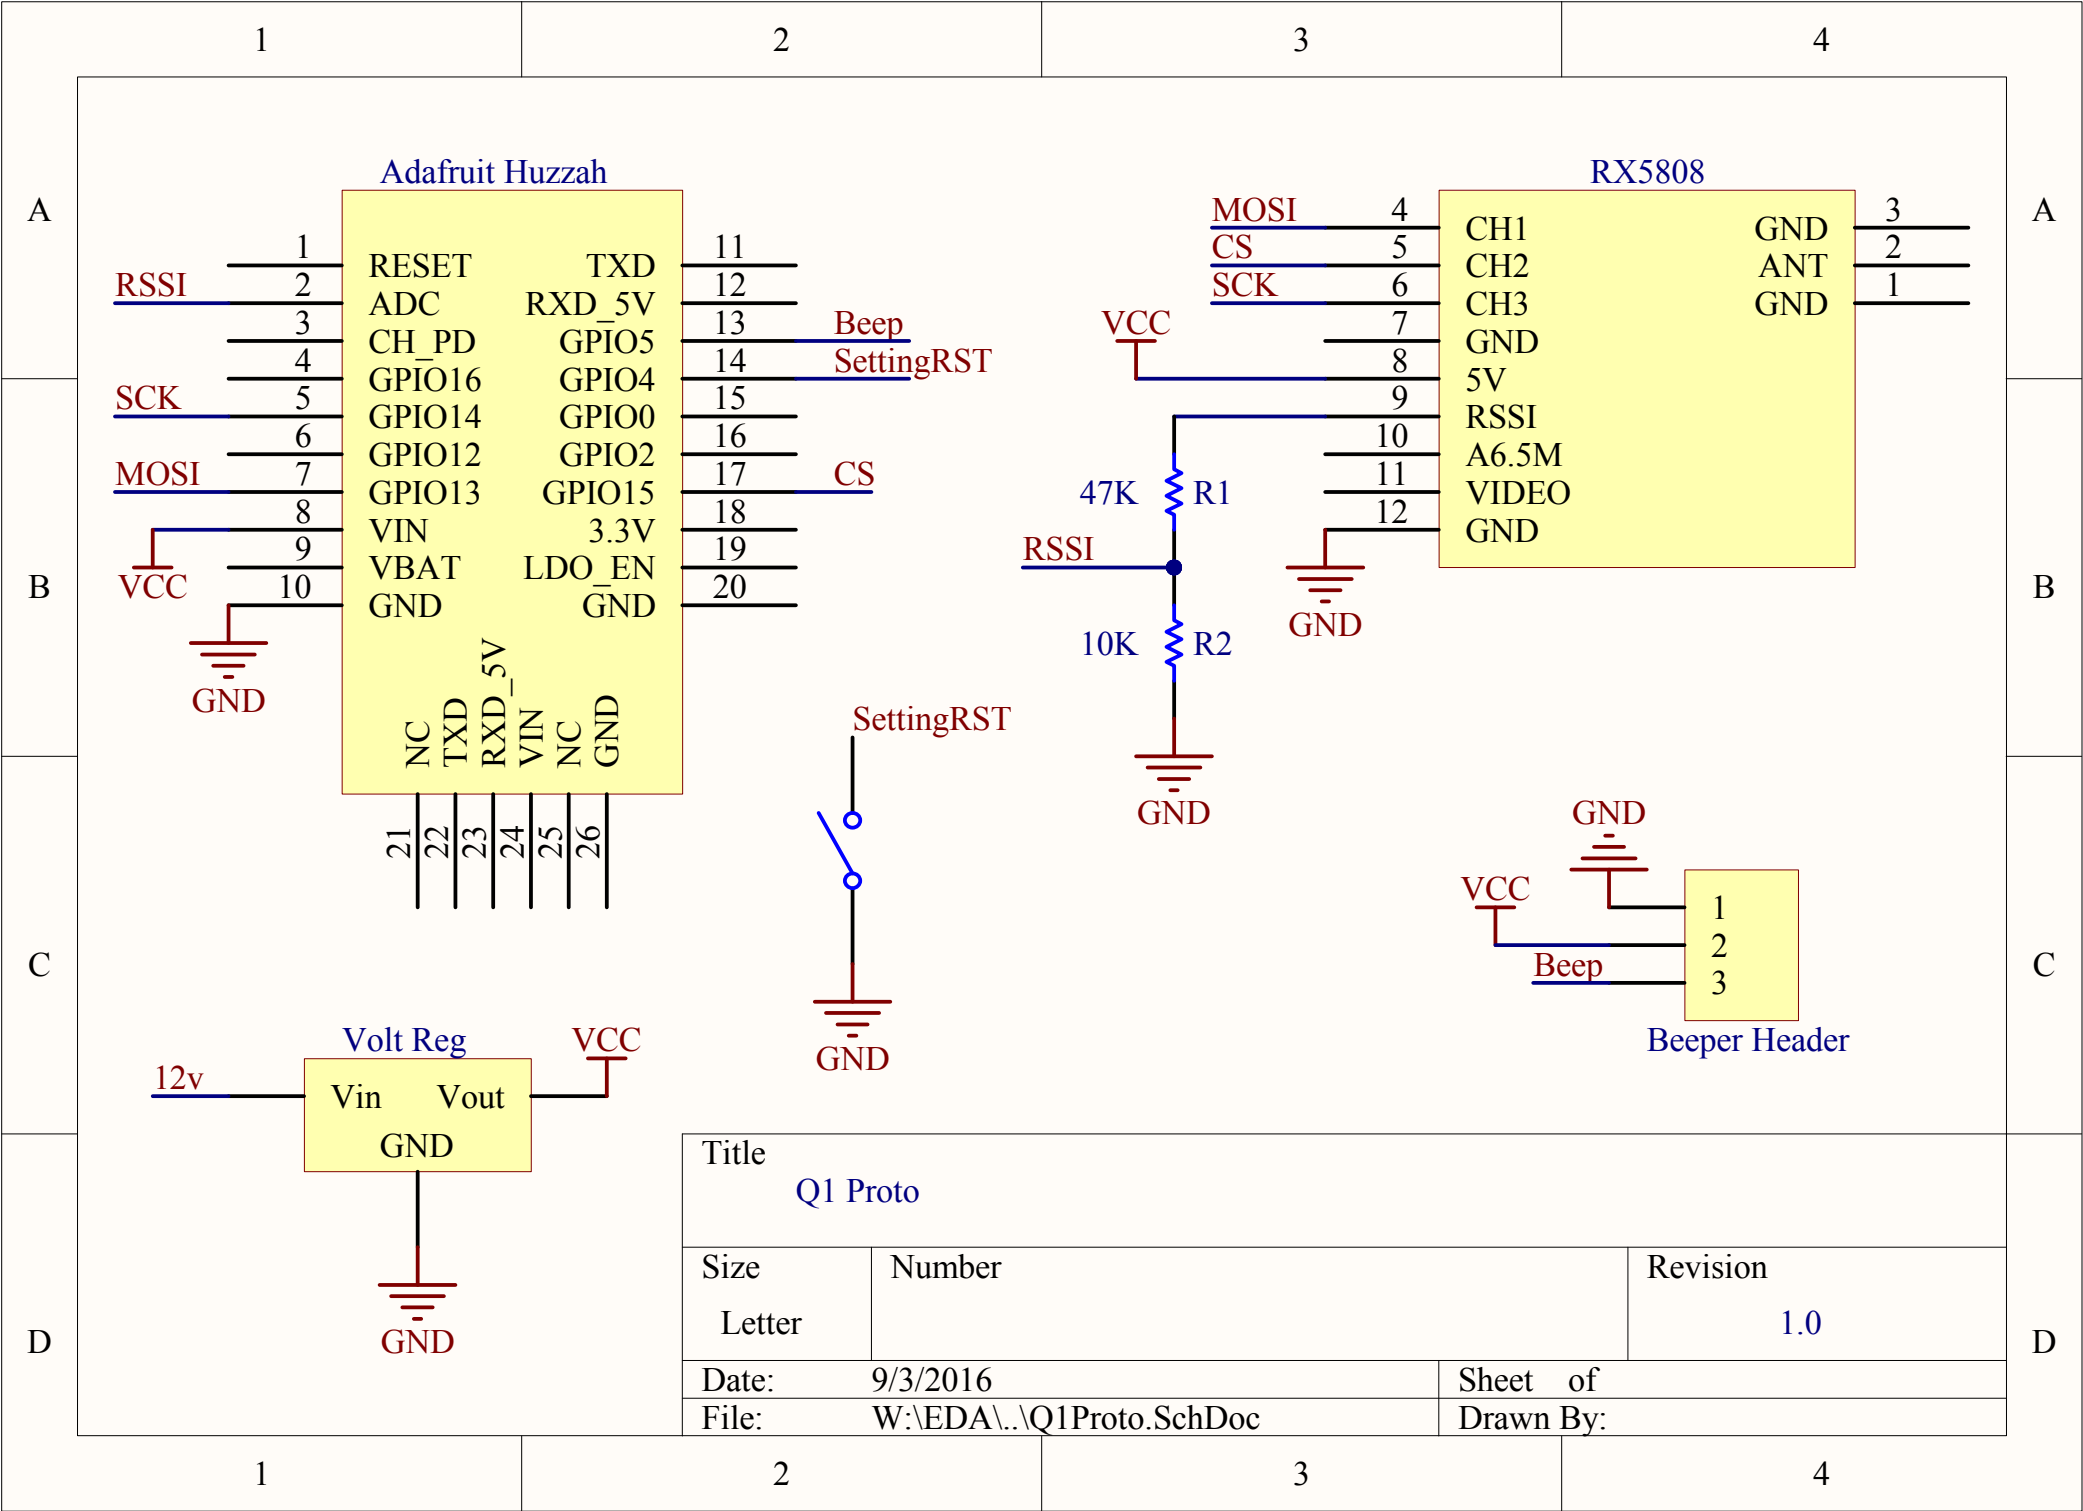 1 2 3 4
A A
B B
C C
D D
Adafruit Huzzah
1 RESET TXD 11
RSSI 2 ADC RXD_5V 12
3 CH_PD GPIO5 13 Beep
4 GPIO16 GPIO4 14 SettingRST
SCK 5 GPIO14 GPIO0 15
6 GPIO12 GPIO2 16
MOSI 7 GPIO13 GPIO15 17 CS
8 VIN 3.3V 18
VCC
9 VBAT LDO_EN 19
10 GND GND 20
GND
NC TXD RXD_5V VIN NC GND
21 22 23 24 25 26
RX5808
MOSI 4 CH1 GND 3
CS 5 CH2 ANT 2
SCK 6 CH3 GND 1
7 GND
VCC 8 5V
9 RSSI
10 A6.5M
11 VIDEO
12 GND
GND
47K R1
RSSI
10K R2
GND
SettingRST
GND
GND
VCC
1
2
Beep 3
Beeper Header
Volt Reg
12v Vin Vout VCC
GND
GND
Title
Q1 Proto
Size Number Revision
Letter 1.0
Date: 9/3/2016 Sheet of
File: W:\EDA\..\Q1Proto.SchDoc Drawn By:
1 2 3 4